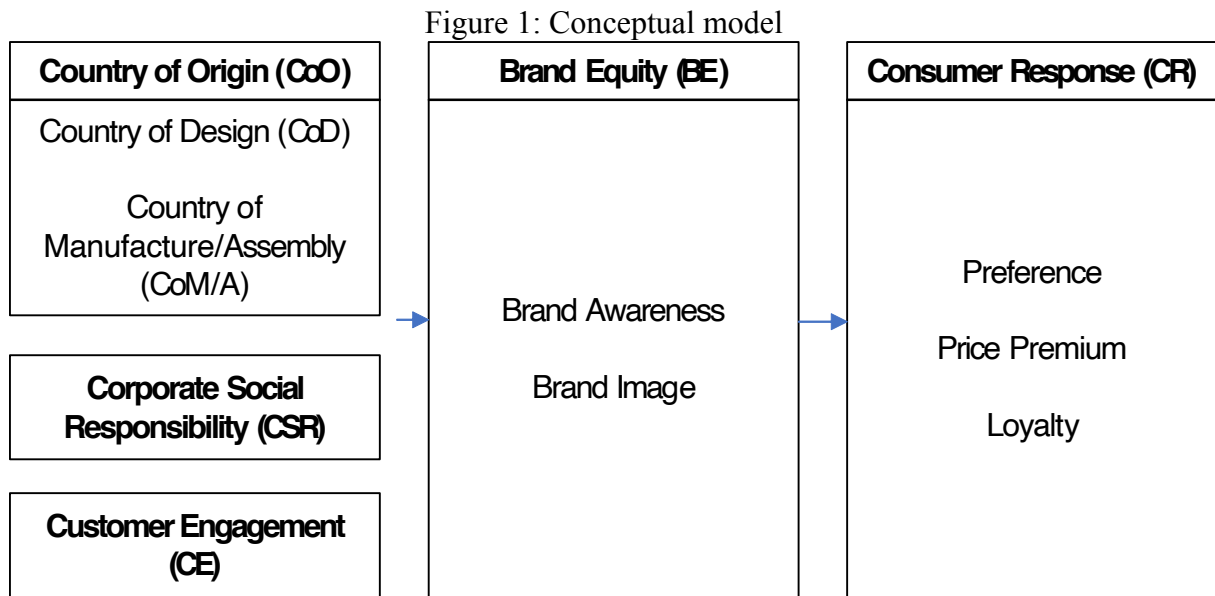 Figure 1: Conceptual model
Country of Origin (CoO)
Country of Design (CoD)
Country of
Manufacture/Assembly
(CoM/A)
Corporate Social
Responsibility (CSR)
Customer Engagement
(CE)
Brand Equity (BE)
Brand Awareness
Brand Image
Consumer Response (CR)
Preference
Price Premium
Loyalty